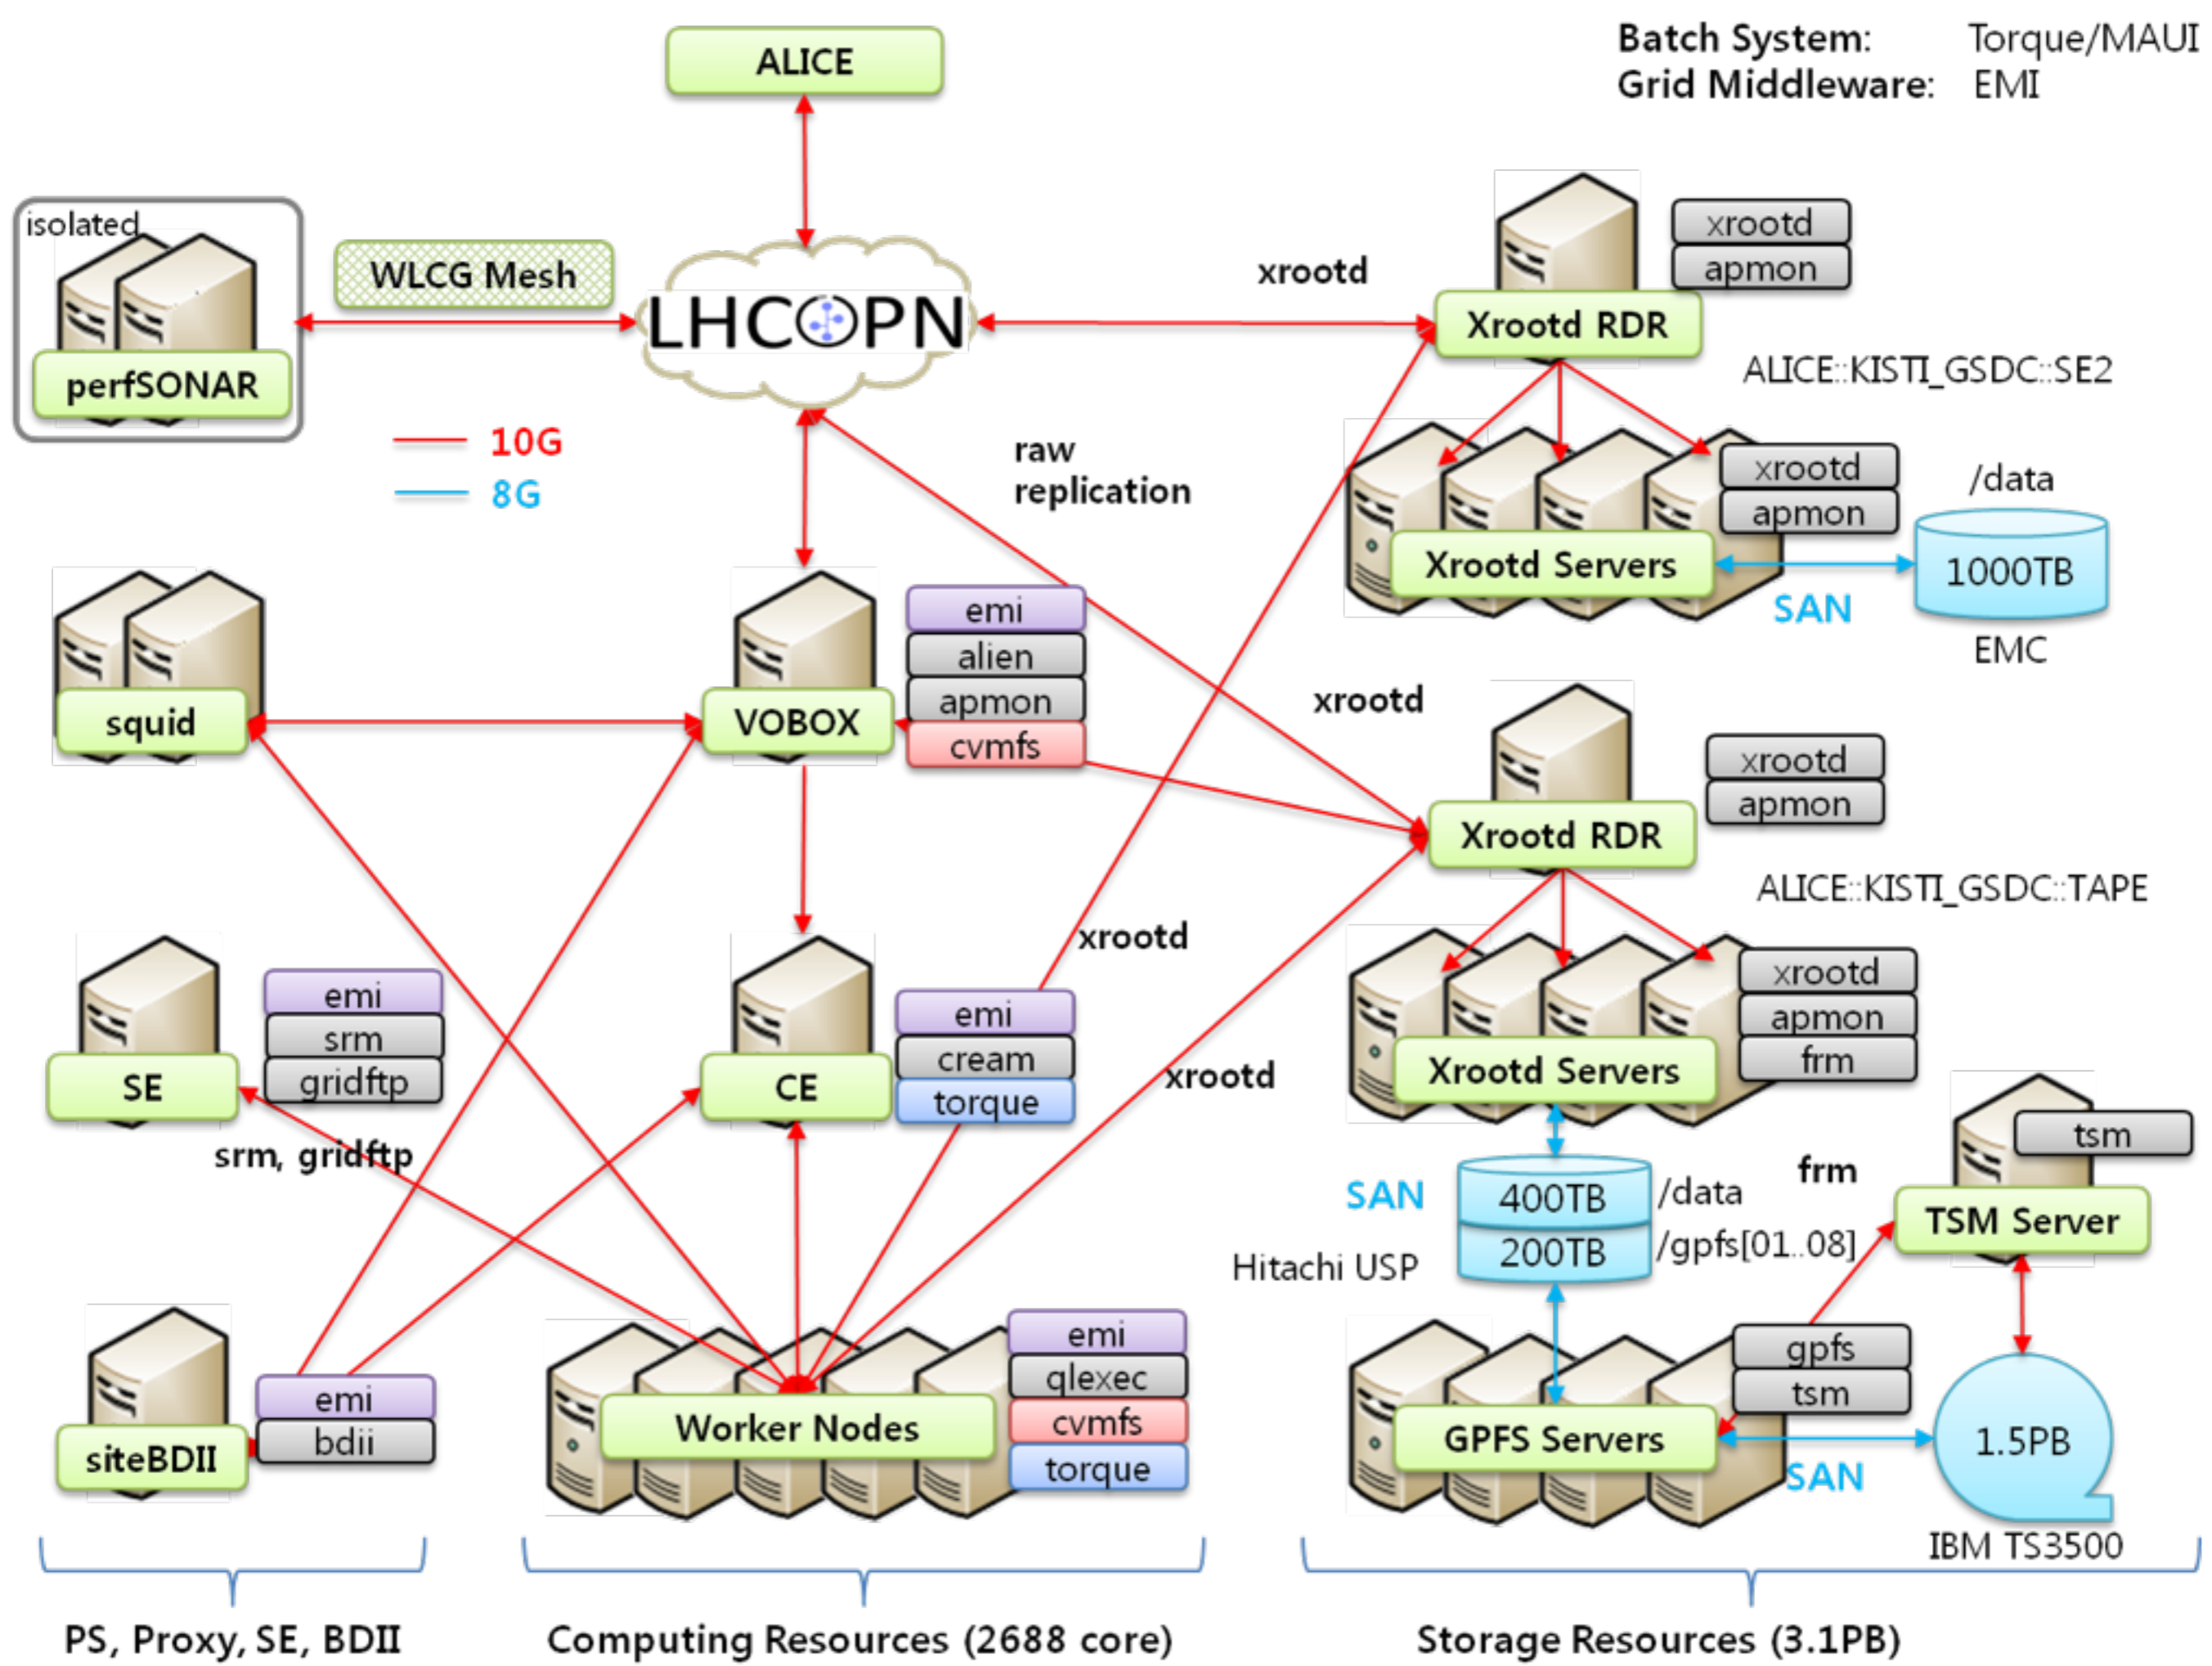 ALICE
Batch System: Torque/MAUI
Grid Middleware: EMI
isolated
perfSONAR
WLCG Mesh
LHCOPN
xrootd
Xrootd RDR
xrootd
apmon
ALICE::KISTI_GSDC::SE2
10G
8G
raw
replication
xrootd
apmon
Xrootd Servers
/data
1000TB
SAN
EMC
squid
VOBOX
emi
alien
apmon
cvmfs
xrootd
Xrootd RDR
xrootd
apmon
ALICE::KISTI_GSDC::TAPE
SE
emi
srm
gridftp
srm, gridftp
CE
emi
cream
torque
xrootd
xrootd
Xrootd Servers
xrootd
apmon
frm
SAN
400TB
/data
200TB
/gpfs[01..08]
Hitachi USP
frm
tsm
TSM Server
siteBDII
emi
bdii
Worker Nodes
emi
qlexec
cvmfs
torque
GPFS Servers
gpfs
tsm
SAN
1.5PB
IBM TS3500
PS, Proxy, SE, BDII
Computing Resources (2688 core)
Storage Resources (3.1PB)